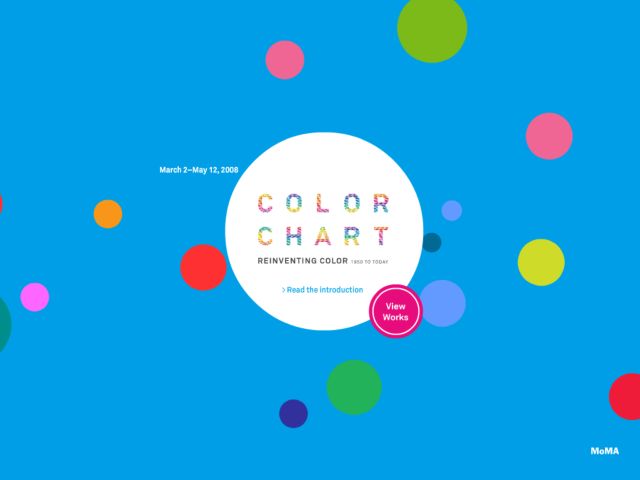 March 2–May 12, 2008
COLOR
CHART
REINVENTING COLOR 1950 TO TODAY
> Read the introduction
View
Works
MoMA